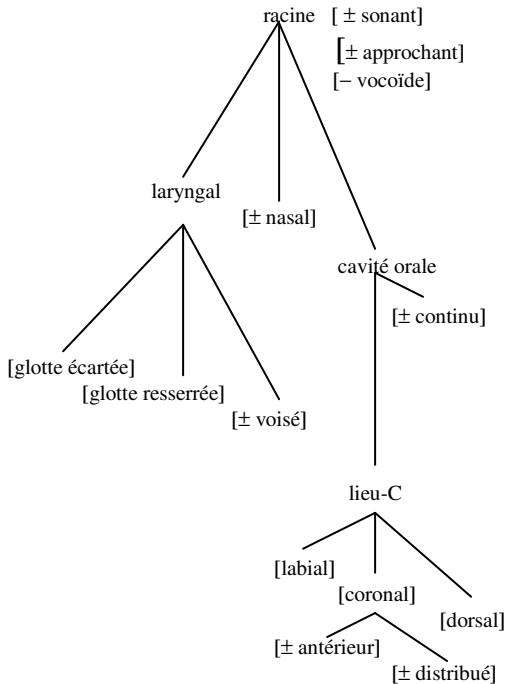 racine [ ± sonant]
[± approchant]
[– vocoïde]
laryngal
[± nasal]
cavité orale
[± continu]
[glotte écartée]
[glotte resserrée]
[± voisé]
lieu-C
[labial]
[coronal]
[dorsal]
[± antérieur]
[± distribué]